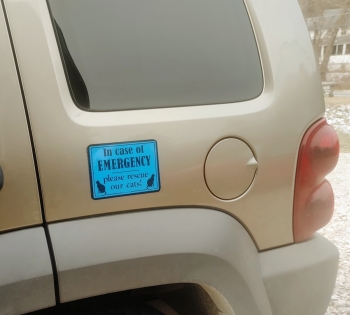 In case of
EMERGENCY
please rescue
our cats!